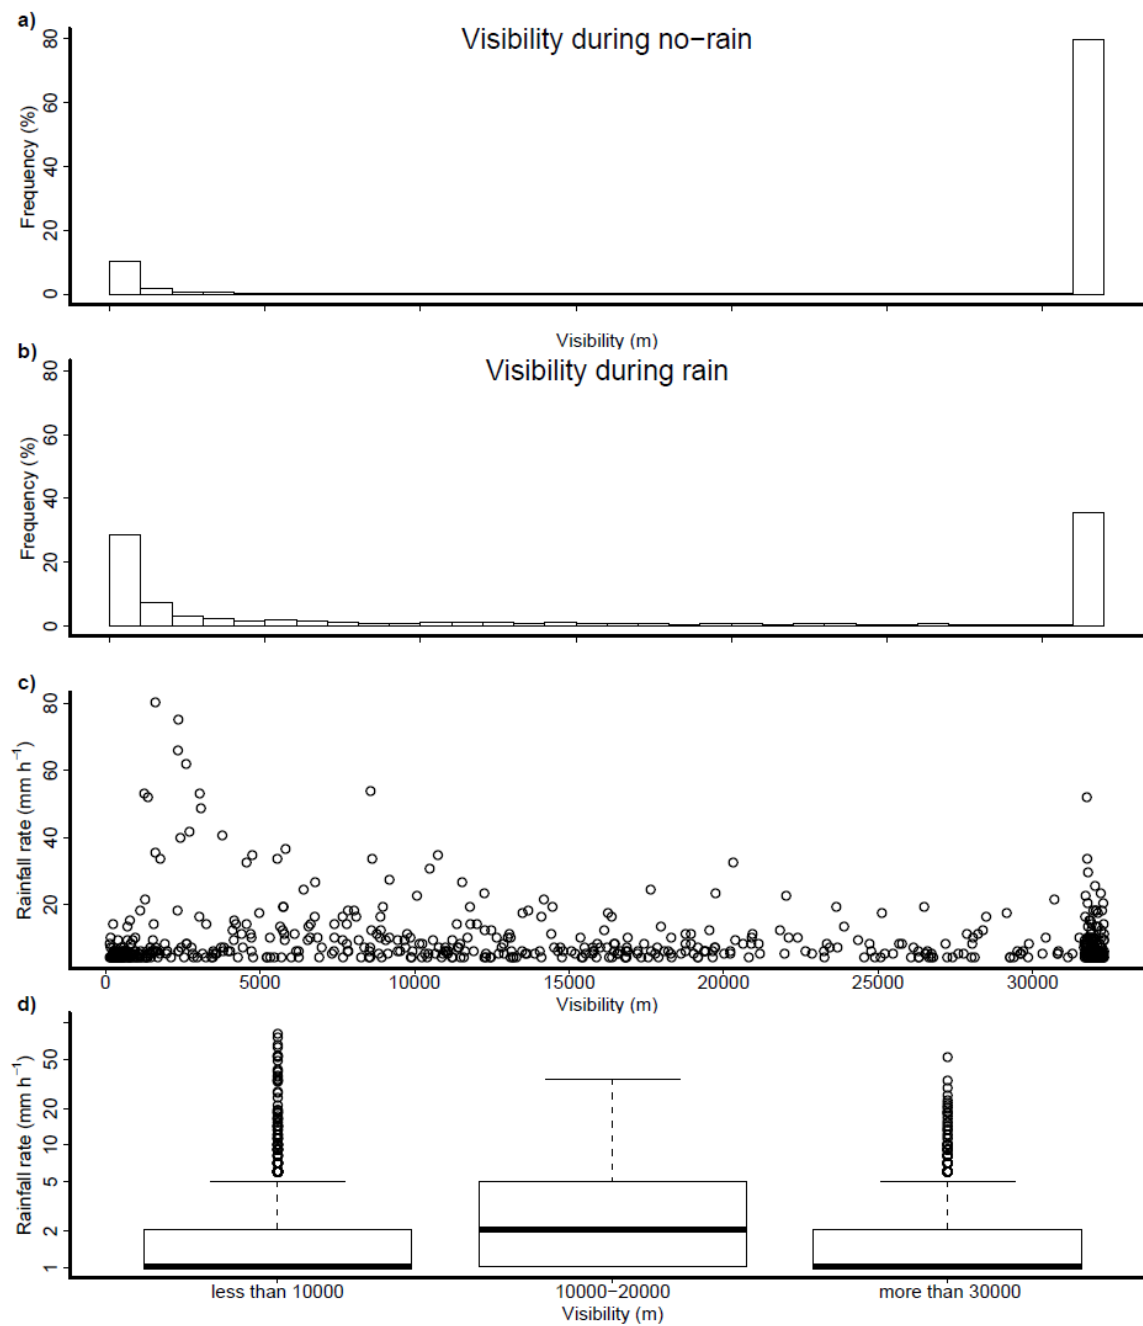 a)
Visibility during no−rain
Frequency (%)
80
60
40
20
0
Visibility (m)
b)
Visibility during rain
Frequency (%)
80
60
40
20
0
c)
Rainfall rate (mm h⁻¹)
80
60
40
20
0 5000 10000 15000 20000 25000 30000
Visibility (m)
d)
Rainfall rate (mm h⁻¹)
50
20
10
5
2
1
less than 10000 10000−20000 more than 30000
Visibility (m)